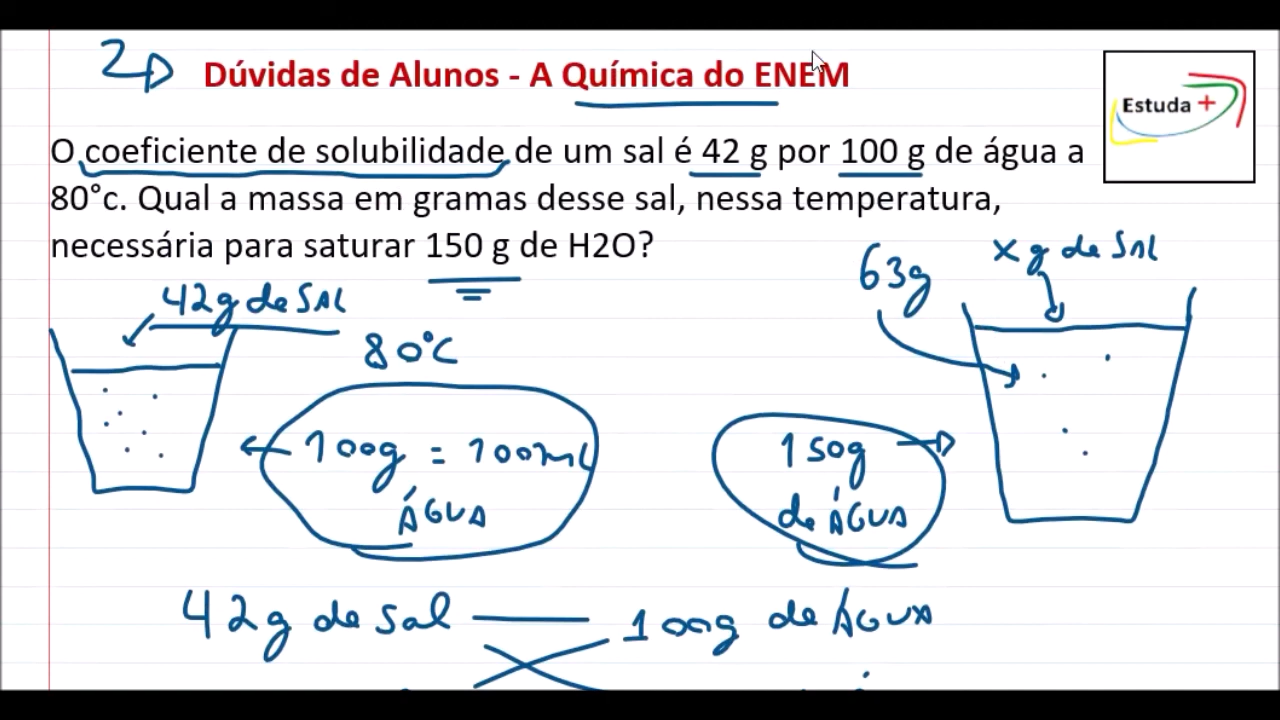 2
Dúvidas de Alunos - A Química do ENEM
Estuda +
O coeficiente de solubilidade de um sal é 42 g por 100 g de água a
80°c. Qual a massa em gramas desse sal, nessa temperatura,
necessária para saturar 150 g de H2O?
42g de SAL
80°C
100g = 100mL
ÁGUA
63g
x g de SAL
150g
de ÁGUA
42g de sal — 100g de ÁGUA